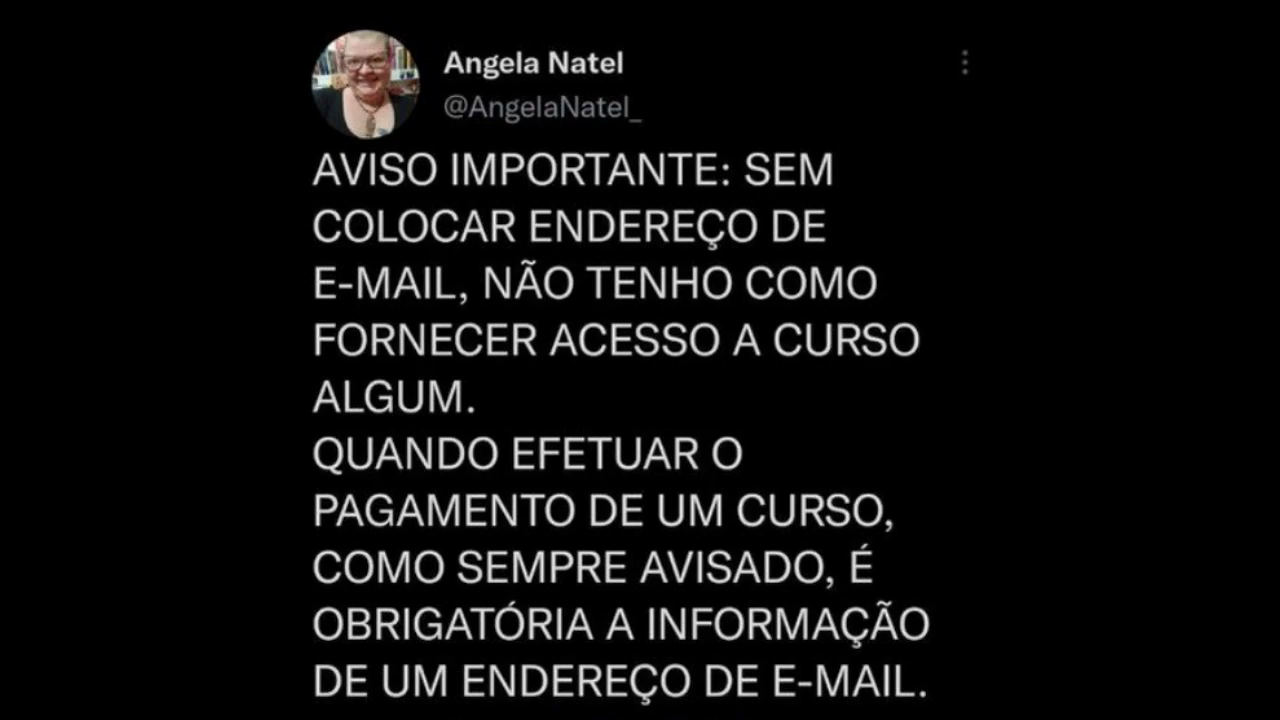 Angela Natel
@AngelaNatel_
AVISO IMPORTANTE: SEM
COLOCAR ENDEREÇO DE
E-MAIL, NÃO TENHO COMO
FORNECER ACESSO A CURSO
ALGUM.
QUANDO EFETUAR O
PAGAMENTO DE UM CURSO,
COMO SEMPRE AVISADO, É
OBRIGATÓRIA A INFORMAÇÃO
DE UM ENDEREÇO DE E-MAIL.